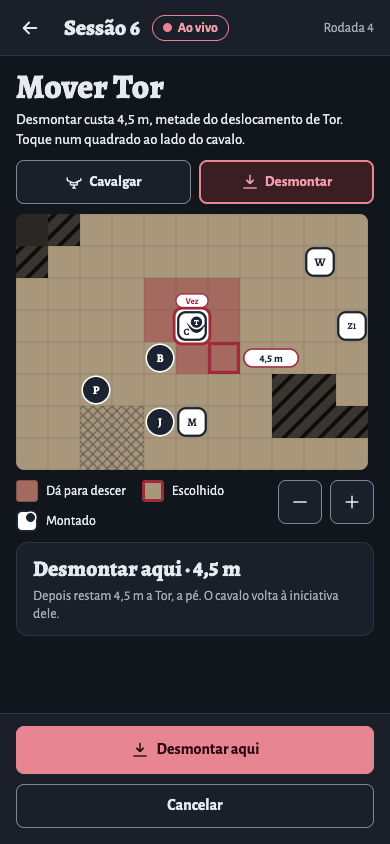 Sessão 6
Ao vivo
Rodada 4
Mover Tor
Desmontar custa 4,5 m, metade do deslocamento de Tor.
Toque num quadrado ao lado do cavalo.
Cavalgar
Desmontar
W
Vez
T
C
Z1
B
4,5 m
P
J
M
Dá para descer
Escolhido
Montado
Desmontar aqui · 4,5 m
Depois restam 4,5 m a Tor, a pé. O cavalo volta à iniciativa
dele.
Desmontar aqui
Cancelar